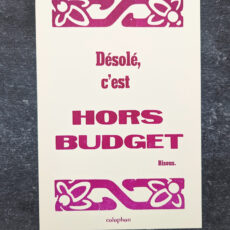 Désolé,
c'est
HORS
BUDGET
Bisous.
colophon